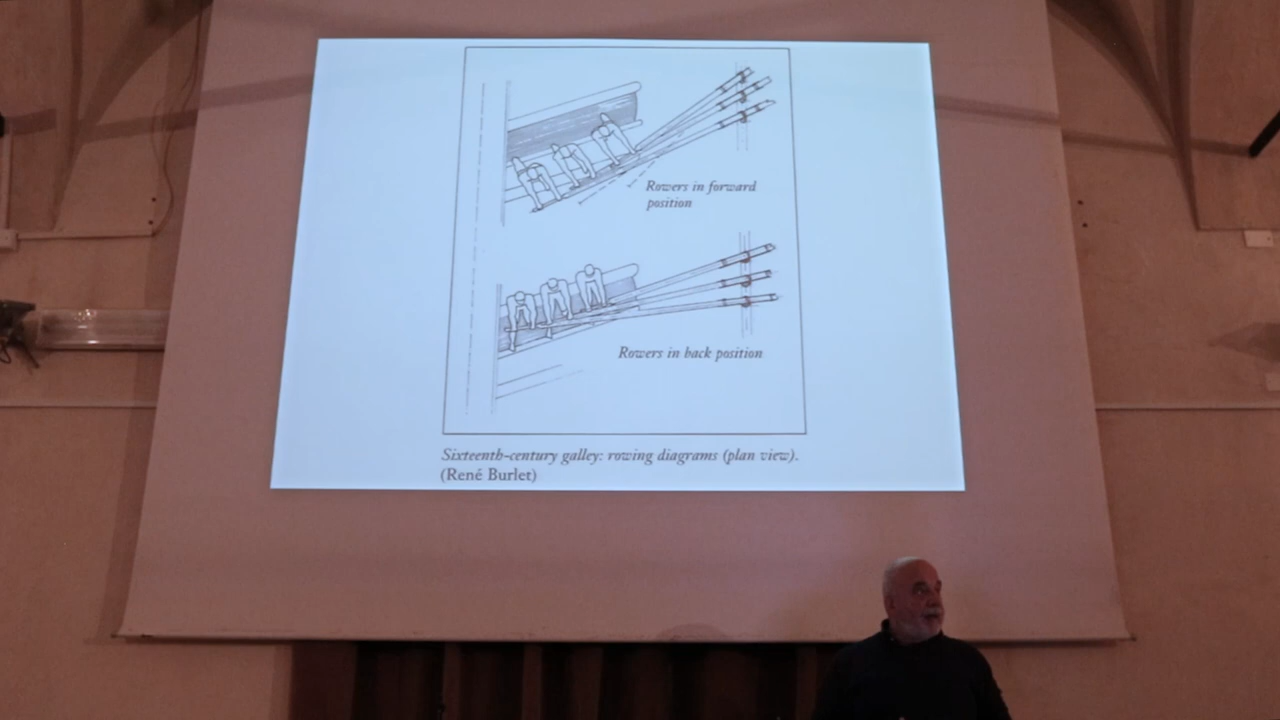 Rowers in forward
position
Rowers in back position
Sixteenth-century galley: rowing diagrams (plan view).
(René Burlet)